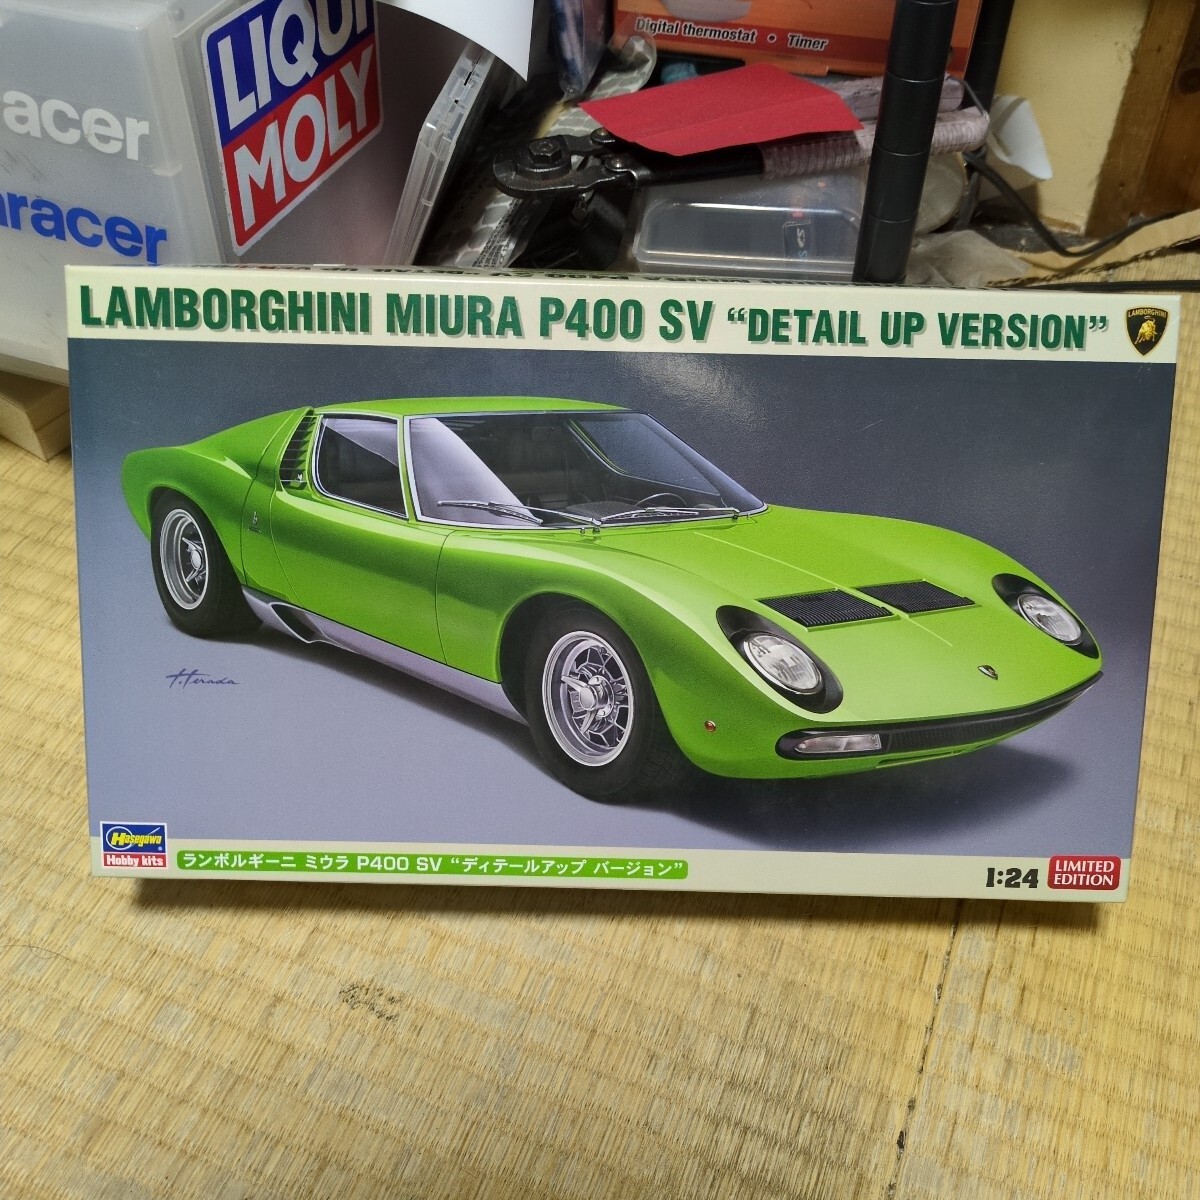 Digital thermostat • Timer
LIQUI
MOLY
acer
aracer
LAMBORGHINI MIURA P400 SV “DETAIL UP VERSION”
LAMBORGHINI
T.Terada
Hasegawa
Hobby kits
ランボルギーニ ミウラ P400 SV “ディテールアップ バージョン”
1:24
LIMITED
EDITION